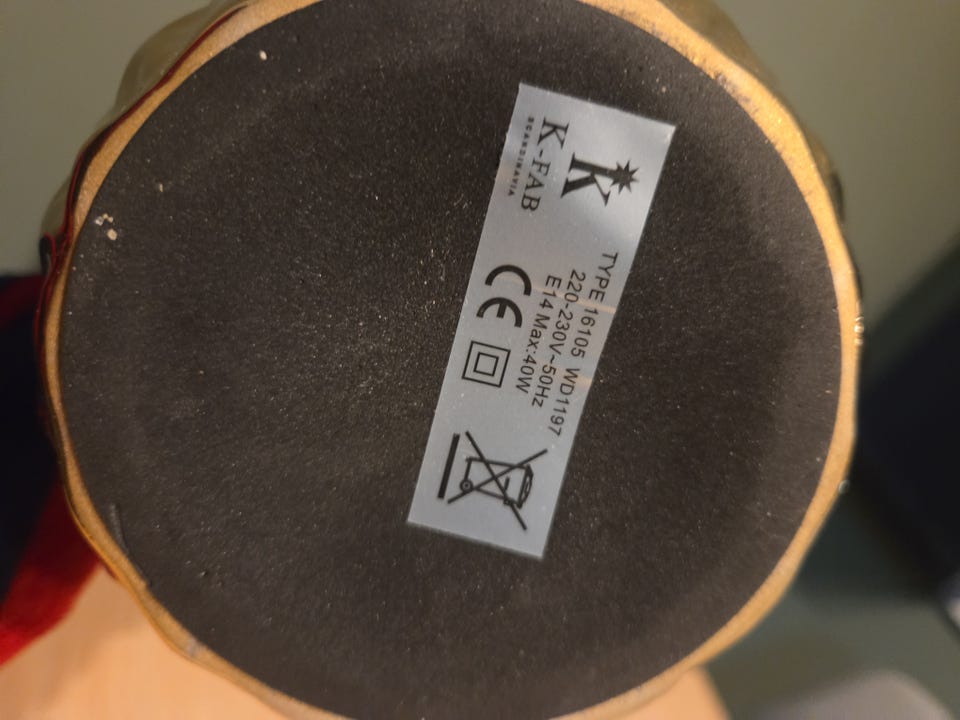 K
K-FAB
SCANDINAVIA
TYPE 16105 WD1197
220-230V~50Hz
E14 Max:40W
CE